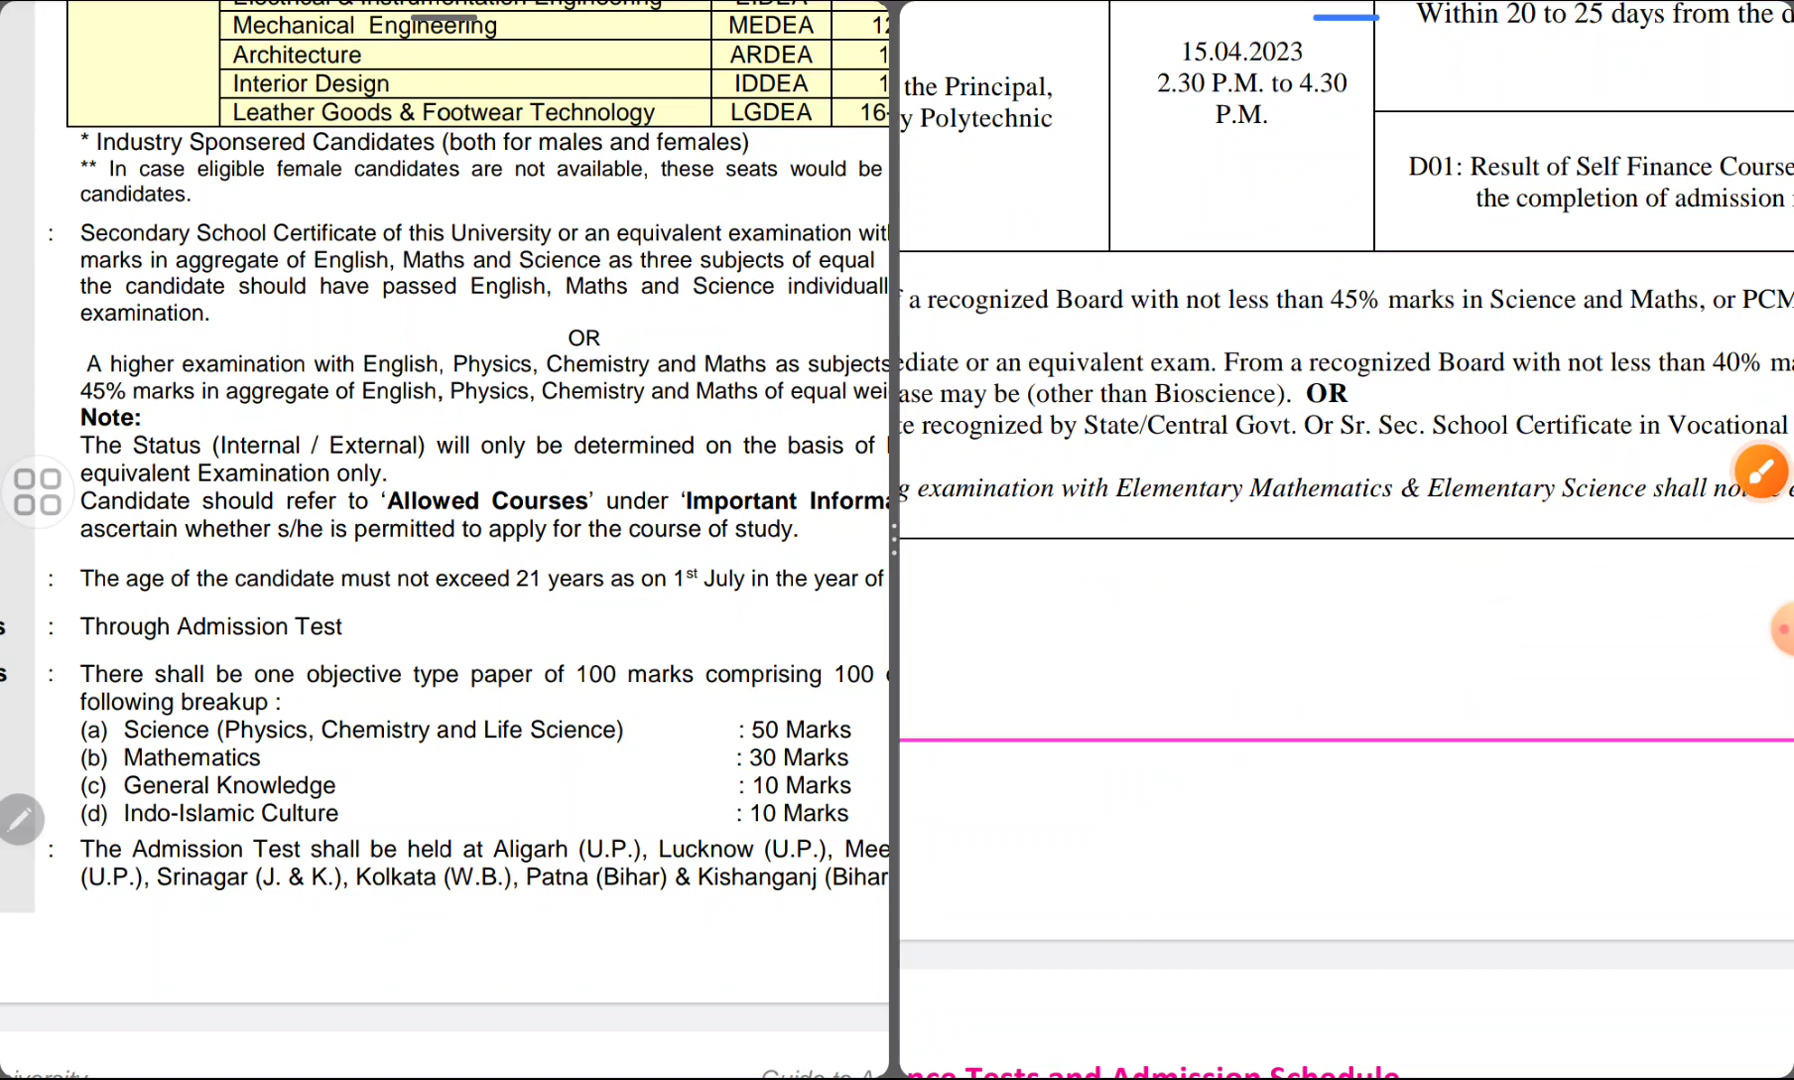 Mechanical Engineering MEDEA
Architecture ARDEA
Interior Design IDDEA
Leather Goods & Footwear Technology LGDEA
* Industry Sponsered Candidates (both for males and females)
** In case eligible female candidates are not available, these seats would be
candidates.
: Secondary School Certificate of this University or an equivalent examination
marks in aggregate of English, Maths and Science as three subjects of equal
the candidate should have passed English, Maths and Science
examination.
OR
A higher examination with English, Physics, Chemistry and Maths as subjects
45% marks in aggregate of English, Physics, Chemistry and Maths of equal
Note:
The Status (Internal / External) will only be determined on the basis of
equivalent Examination only.
Candidate should refer to ‘Allowed Courses’ under ‘Important
ascertain whether s/he is permitted to apply for the course of study.
: The age of the candidate must not exceed 21 years as on 1st July in the year of
: Through Admission Test
: There shall be one objective type paper of 100 marks comprising 100
following breakup :
(a) Science (Physics, Chemistry and Life Science) : 50 Marks
(b) Mathematics : 30 Marks
(c) General Knowledge : 10 Marks
(d) Indo-Islamic Culture : 10 Marks
: The Admission Test shall be held at Aligarh (U.P.), Lucknow (U.P.),
(U.P.), Srinagar (J. & K.), Kolkata (W.B.), Patna (Bihar) & Kishanganj (Bihar
Within 20 to 25 days from the
the Principal,
y Polytechnic
15.04.2023
2.30 P.M. to 4.30
P.M.
D01: Result of Self Finance
the completion of admission
a recognized Board with not less than 45% marks in Science and Maths, or PCM
or an equivalent exam. From a recognized Board with not less than 40%
may be (other than Bioscience). OR
recognized by State/Central Govt. Or Sr. Sec. School Certificate in Vocational
examination with Elementary Mathematics & Elementary Science shall
Tests and Admission Schedule